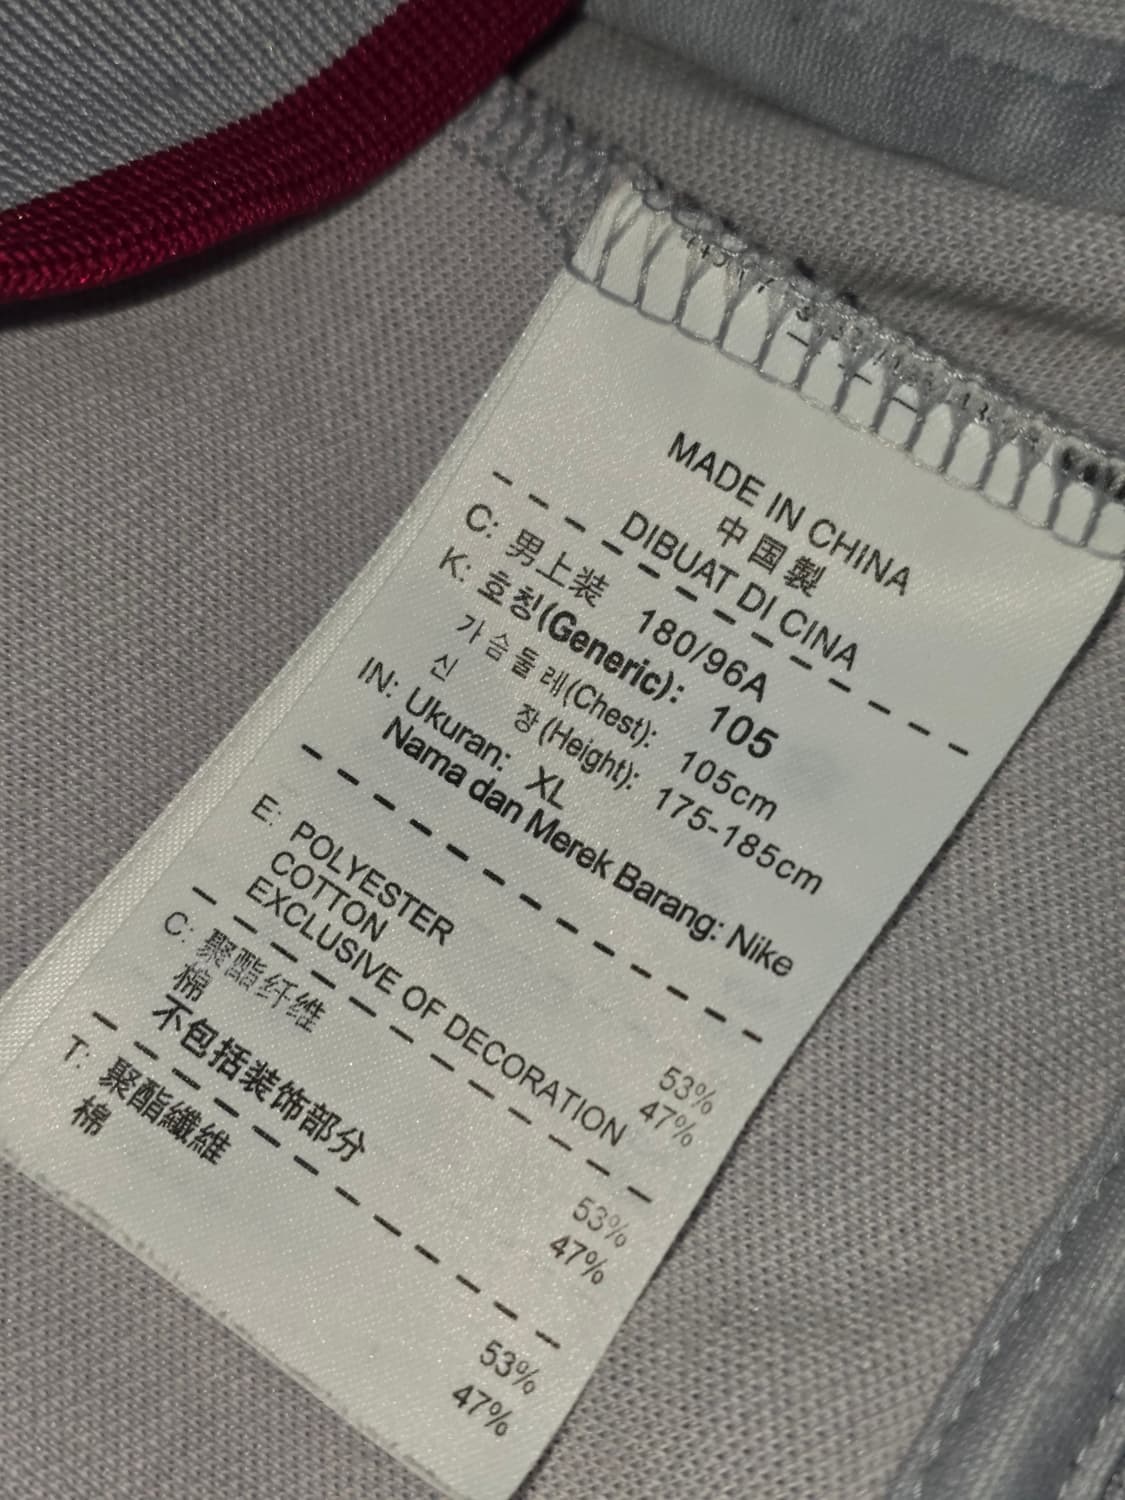 MADE IN CHINA
中国製
DIBUAT DI CINA
C: 男上装 180/96A
K: 호칭(Generic): 105
가슴둘레(Chest): 105cm
신 장(Height): 175-185cm
IN: Ukuran: XL
Nama dan Merek Barang: Nike
E: POLYESTER 53%
COTTON 47%
EXCLUSIVE OF DECORATION
C: 聚酯纤维 53%
棉 47%
不包括装饰部分
T: 聚酯纖維 53%
棉 47%